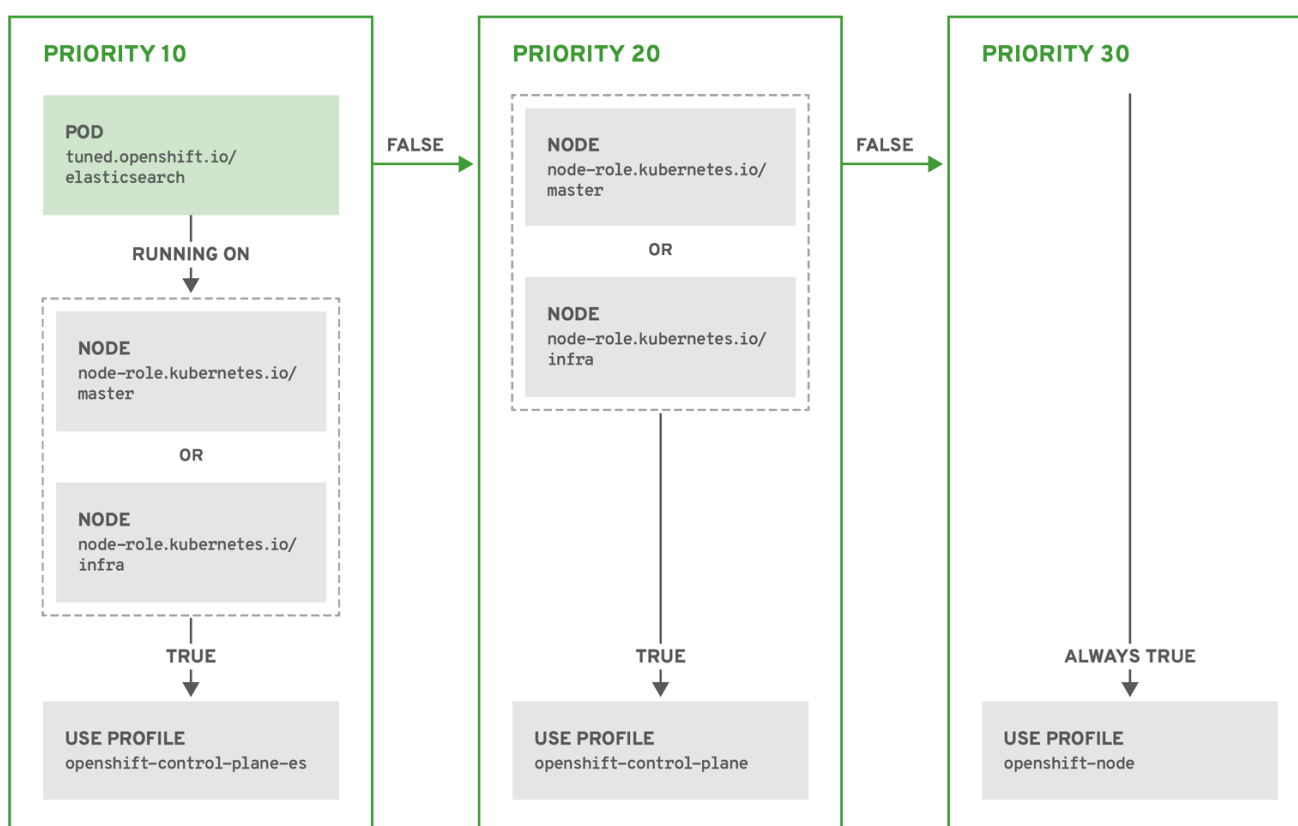 PRIORITY 10
POD
tuned.openshift.io/
elasticsearch
RUNNING ON
NODE
node-role.kubernetes.io/
master
OR
NODE
node-role.kubernetes.io/
infra
TRUE
USE PROFILE
openshift-control-plane-es
FALSE
PRIORITY 20
NODE
node-role.kubernetes.io/
master
OR
NODE
node-role.kubernetes.io/
infra
TRUE
USE PROFILE
openshift-control-plane
FALSE
PRIORITY 30
ALWAYS TRUE
USE PROFILE
openshift-node